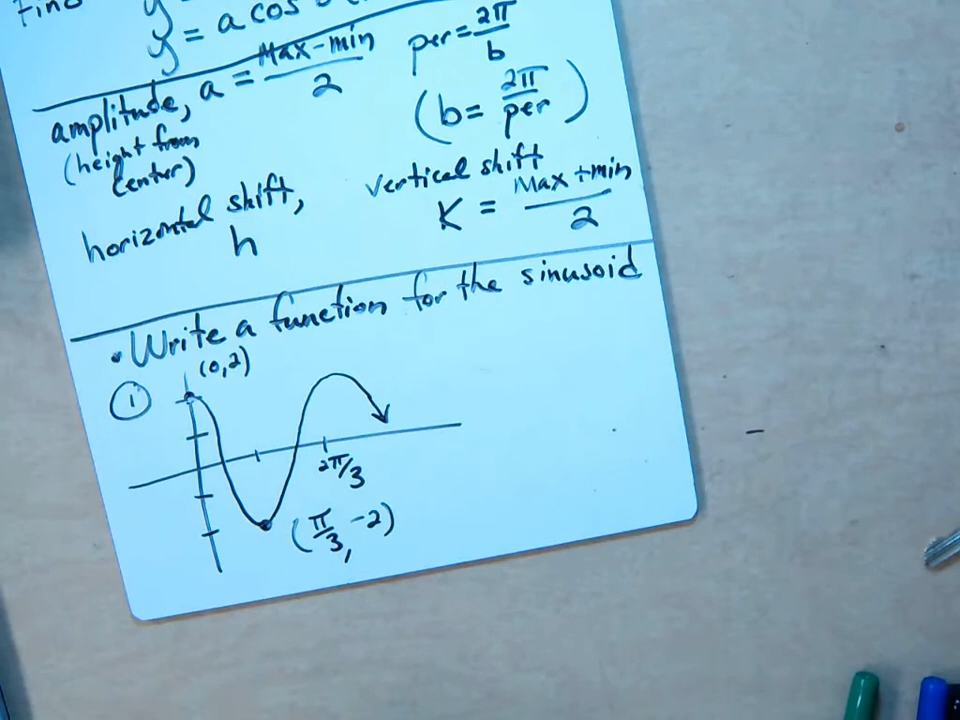 Find y
y = a cos
amplitude, a = Max - min / 2
per = 2π / b
(b = 2π / per)
(height from
center)
horizontal shift,
h
vertical shift
K = Max + min / 2
• Write a function for the sinusoid
① (0, 2)
2π/3
(π/3, -2)